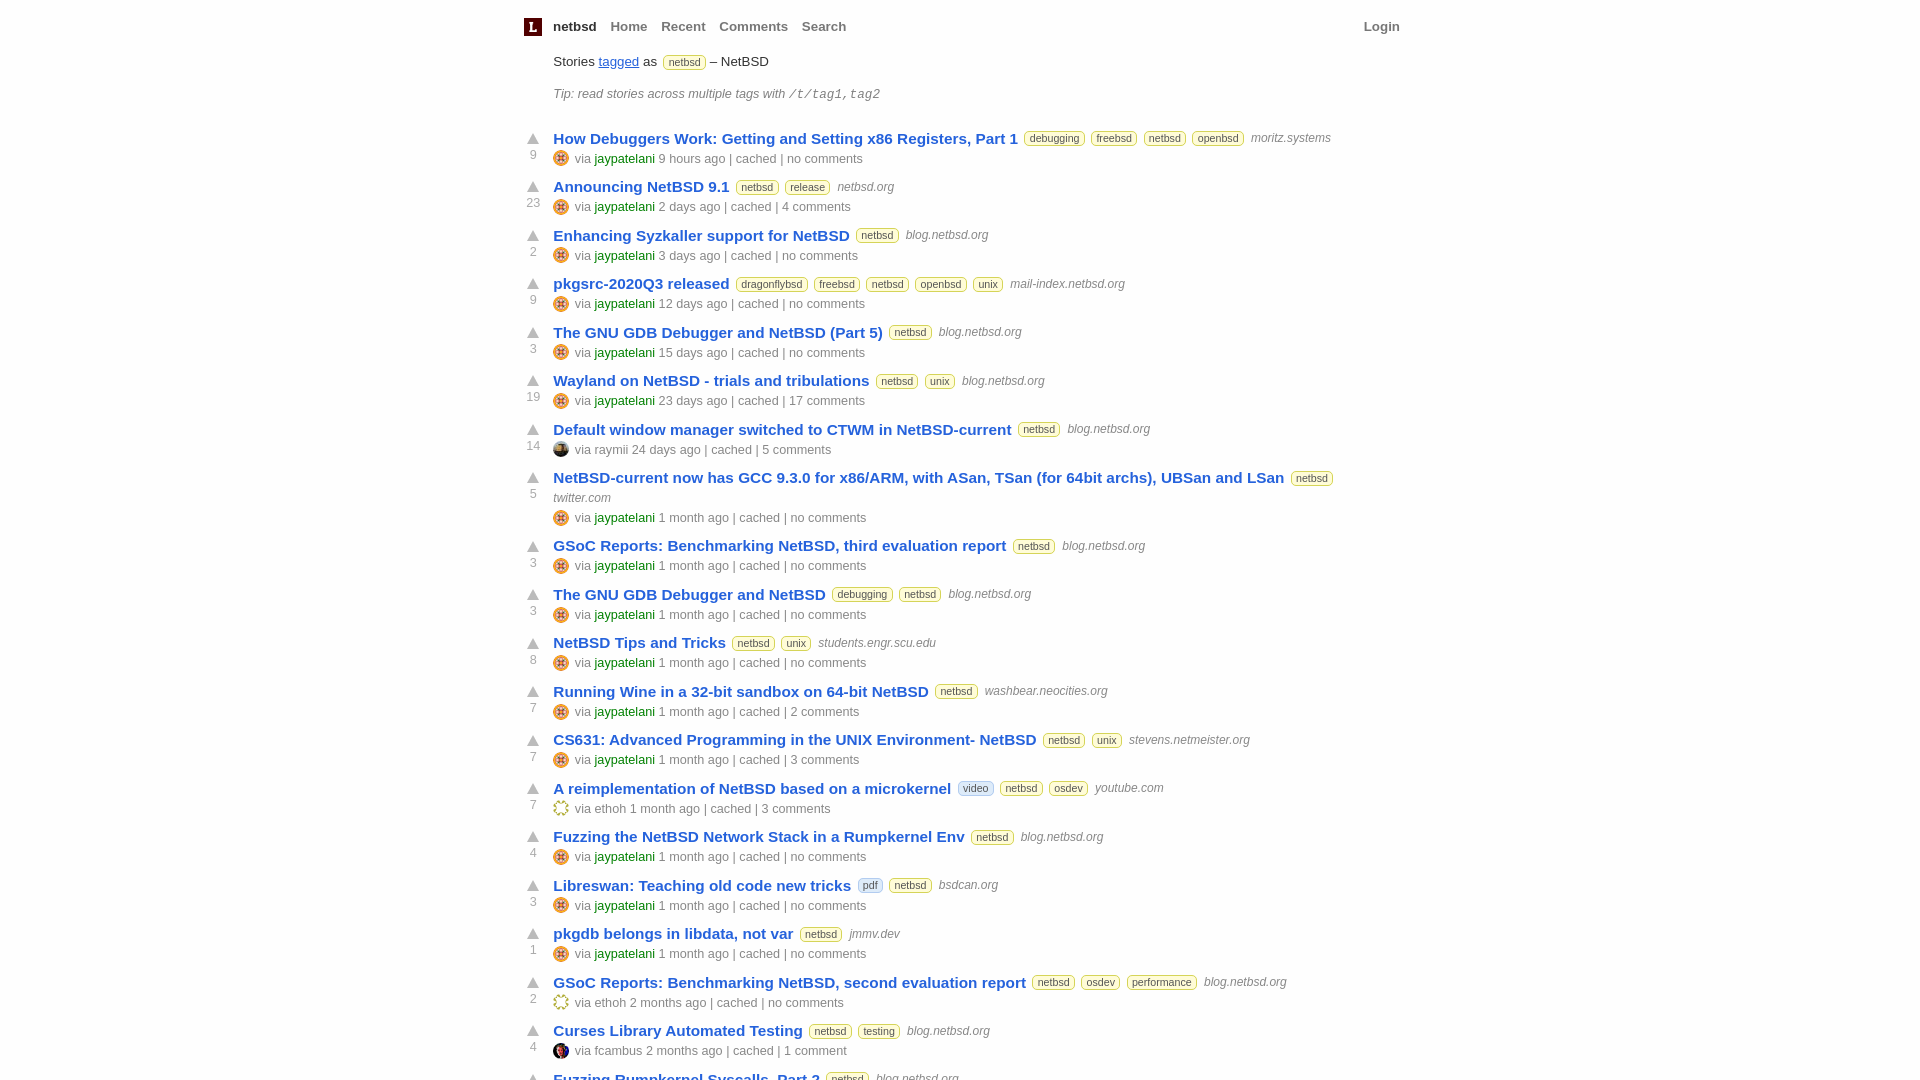 L netbsd Home Recent Comments Search Login
Stories tagged as netbsd – NetBSD
Tip: read stories across multiple tags with /t/tag1,tag2
How Debuggers Work: Getting and Setting x86 Registers, Part 1 debugging freebsd netbsd openbsd moritz.systems
9 via jaypatelani 9 hours ago | cached | no comments
Announcing NetBSD 9.1 netbsd release netbsd.org
23 via jaypatelani 2 days ago | cached | 4 comments
Enhancing Syzkaller support for NetBSD netbsd blog.netbsd.org
2 via jaypatelani 3 days ago | cached | no comments
pkgsrc-2020Q3 released dragonflybsd freebsd netbsd openbsd unix mail-index.netbsd.org
9 via jaypatelani 12 days ago | cached | no comments
The GNU GDB Debugger and NetBSD (Part 5) netbsd blog.netbsd.org
3 via jaypatelani 15 days ago | cached | no comments
Wayland on NetBSD - trials and tribulations netbsd unix blog.netbsd.org
19 via jaypatelani 23 days ago | cached | 17 comments
Default window manager switched to CTWM in NetBSD-current netbsd blog.netbsd.org
14 via raymii 24 days ago | cached | 5 comments
NetBSD-current now has GCC 9.3.0 for x86/ARM, with ASan, TSan (for 64bit archs), UBSan and LSan netbsd
5 twitter.com
via jaypatelani 1 month ago | cached | no comments
GSoC Reports: Benchmarking NetBSD, third evaluation report netbsd blog.netbsd.org
3 via jaypatelani 1 month ago | cached | no comments
The GNU GDB Debugger and NetBSD debugging netbsd blog.netbsd.org
3 via jaypatelani 1 month ago | cached | no comments
NetBSD Tips and Tricks netbsd unix students.engr.scu.edu
8 via jaypatelani 1 month ago | cached | no comments
Running Wine in a 32-bit sandbox on 64-bit NetBSD netbsd washbear.neocities.org
7 via jaypatelani 1 month ago | cached | 2 comments
CS631: Advanced Programming in the UNIX Environment- NetBSD netbsd unix stevens.netmeister.org
7 via jaypatelani 1 month ago | cached | 3 comments
A reimplementation of NetBSD based on a microkernel video netbsd osdev youtube.com
7 via ethoh 1 month ago | cached | 3 comments
Fuzzing the NetBSD Network Stack in a Rumpkernel Env netbsd blog.netbsd.org
4 via jaypatelani 1 month ago | cached | no comments
Libreswan: Teaching old code new tricks pdf netbsd bsdcan.org
3 via jaypatelani 1 month ago | cached | no comments
pkgdb belongs in libdata, not var netbsd jmmv.dev
1 via jaypatelani 1 month ago | cached | no comments
GSoC Reports: Benchmarking NetBSD, second evaluation report netbsd osdev performance blog.netbsd.org
2 via ethoh 2 months ago | cached | no comments
Curses Library Automated Testing netbsd testing blog.netbsd.org
4 via fcambus 2 months ago | cached | 1 comment
Fuzzing Rumpkernel Syscalls, Part 2 netbsd blog.netbsd.org